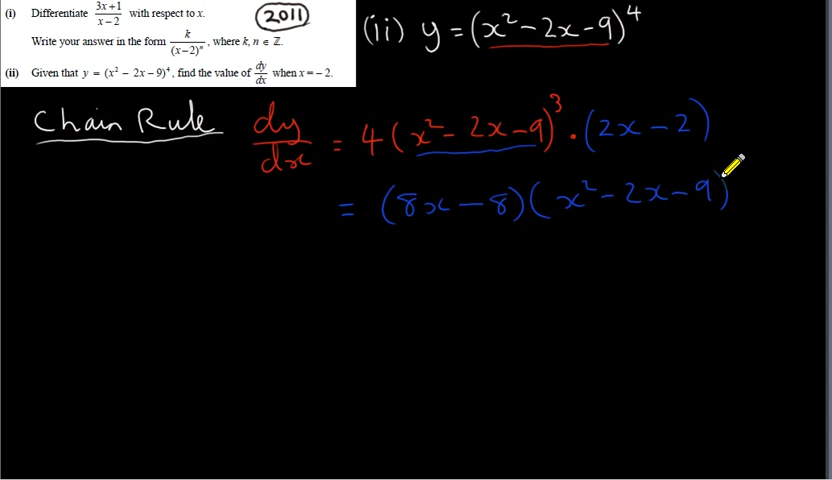 (i) Differentiate (3x+1)/(x−2) with respect to x.
Write your answer in the form k/(x−2)ⁿ, where k, n ∈ ℤ.
(ii) Given that y = (x² − 2x − 9)⁴, find the value of dy/dx when x = −2.
2011
(ii) y = (x² − 2x − 9)⁴
Chain Rule dy/dx = 4(x² − 2x − 9)³ · (2x − 2)
= (8x − 8)(x² − 2x − 9)